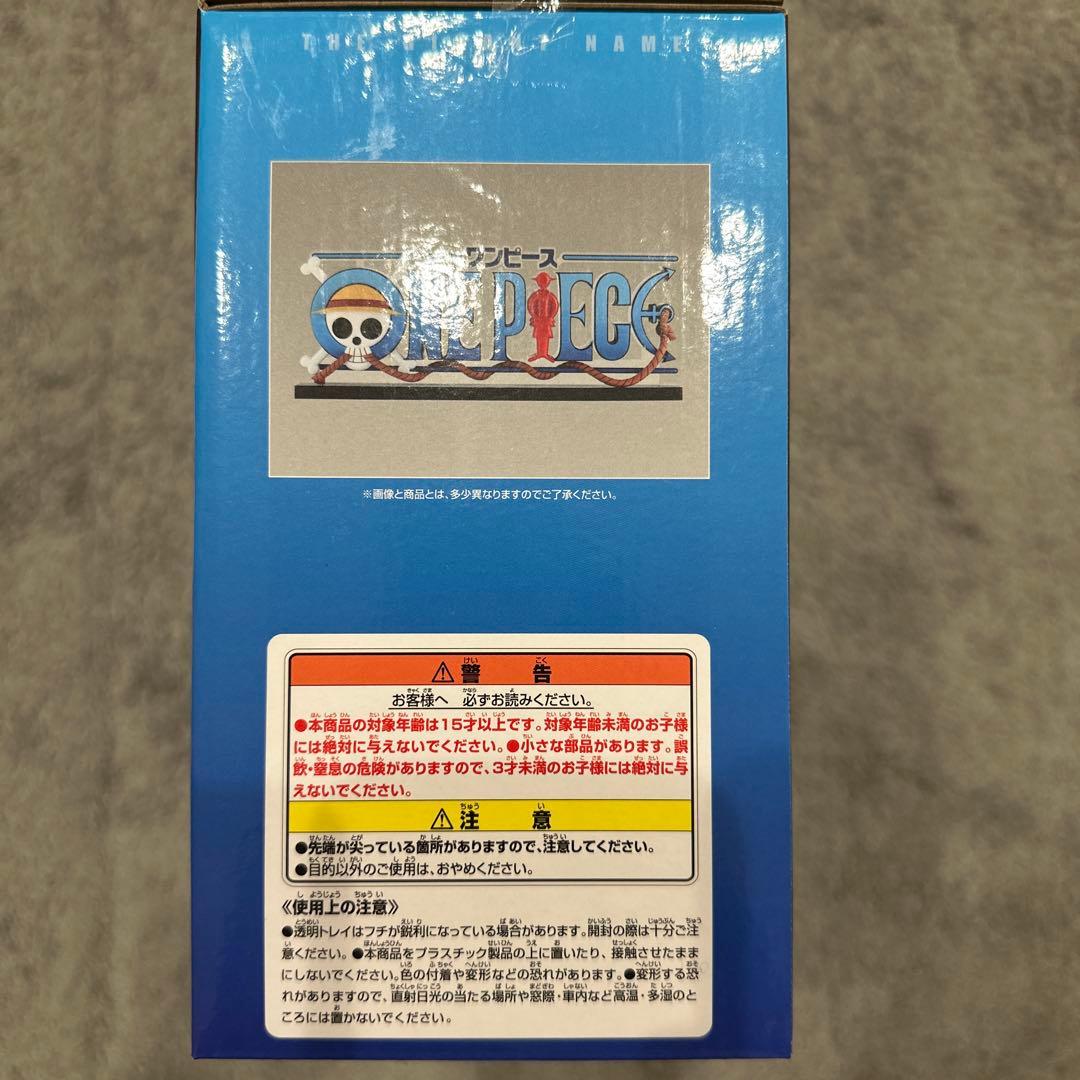 THE NAME
ワンピース
ONE PIECE
※画像と商品とは、多少異なりますのでご了承ください。
⚠警告
お客様へ 必ずお読みください。
●本商品の対象年齢は15才以上です。対象年齢未満のお子様
には絶対に与えないでください。●小さな部品があります。誤
飲・窒息の危険がありますので、3才未満のお子様には絶対に与
えないでください。
⚠注意
●先端が尖っている箇所がありますので、注意してください。
●目的以外のご使用は、おやめください。
《使用上の注意》
●透明トレイはフチが鋭利になっている場合があります。開封の際は十分ご注
意ください。●本商品をプラスチック製品の上に置いたり、接触させたまま
にしないでください。色の付着や変形などの恐れがあります。●変形する恐
れがありますので、直射日光の当たる場所や窓際・車内など高温・多湿のと
ころには置かないでください。